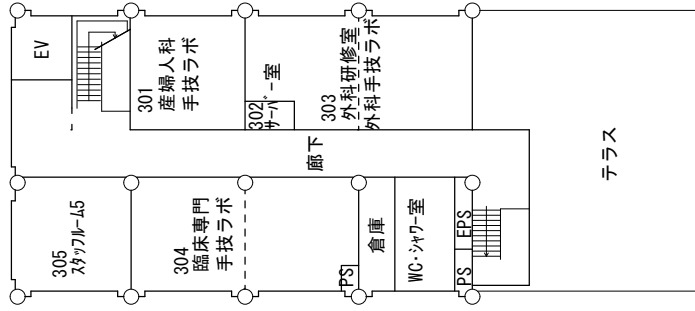 EV
301
産婦人科
手技ラボ
302
サーバー室
303
外科研修室
外科手技ラボ
廊下
テラス
305
スタッフルーム5
304
臨床専門
手技ラボ
PS
倉庫
WC・シャワー室
PS
EPS